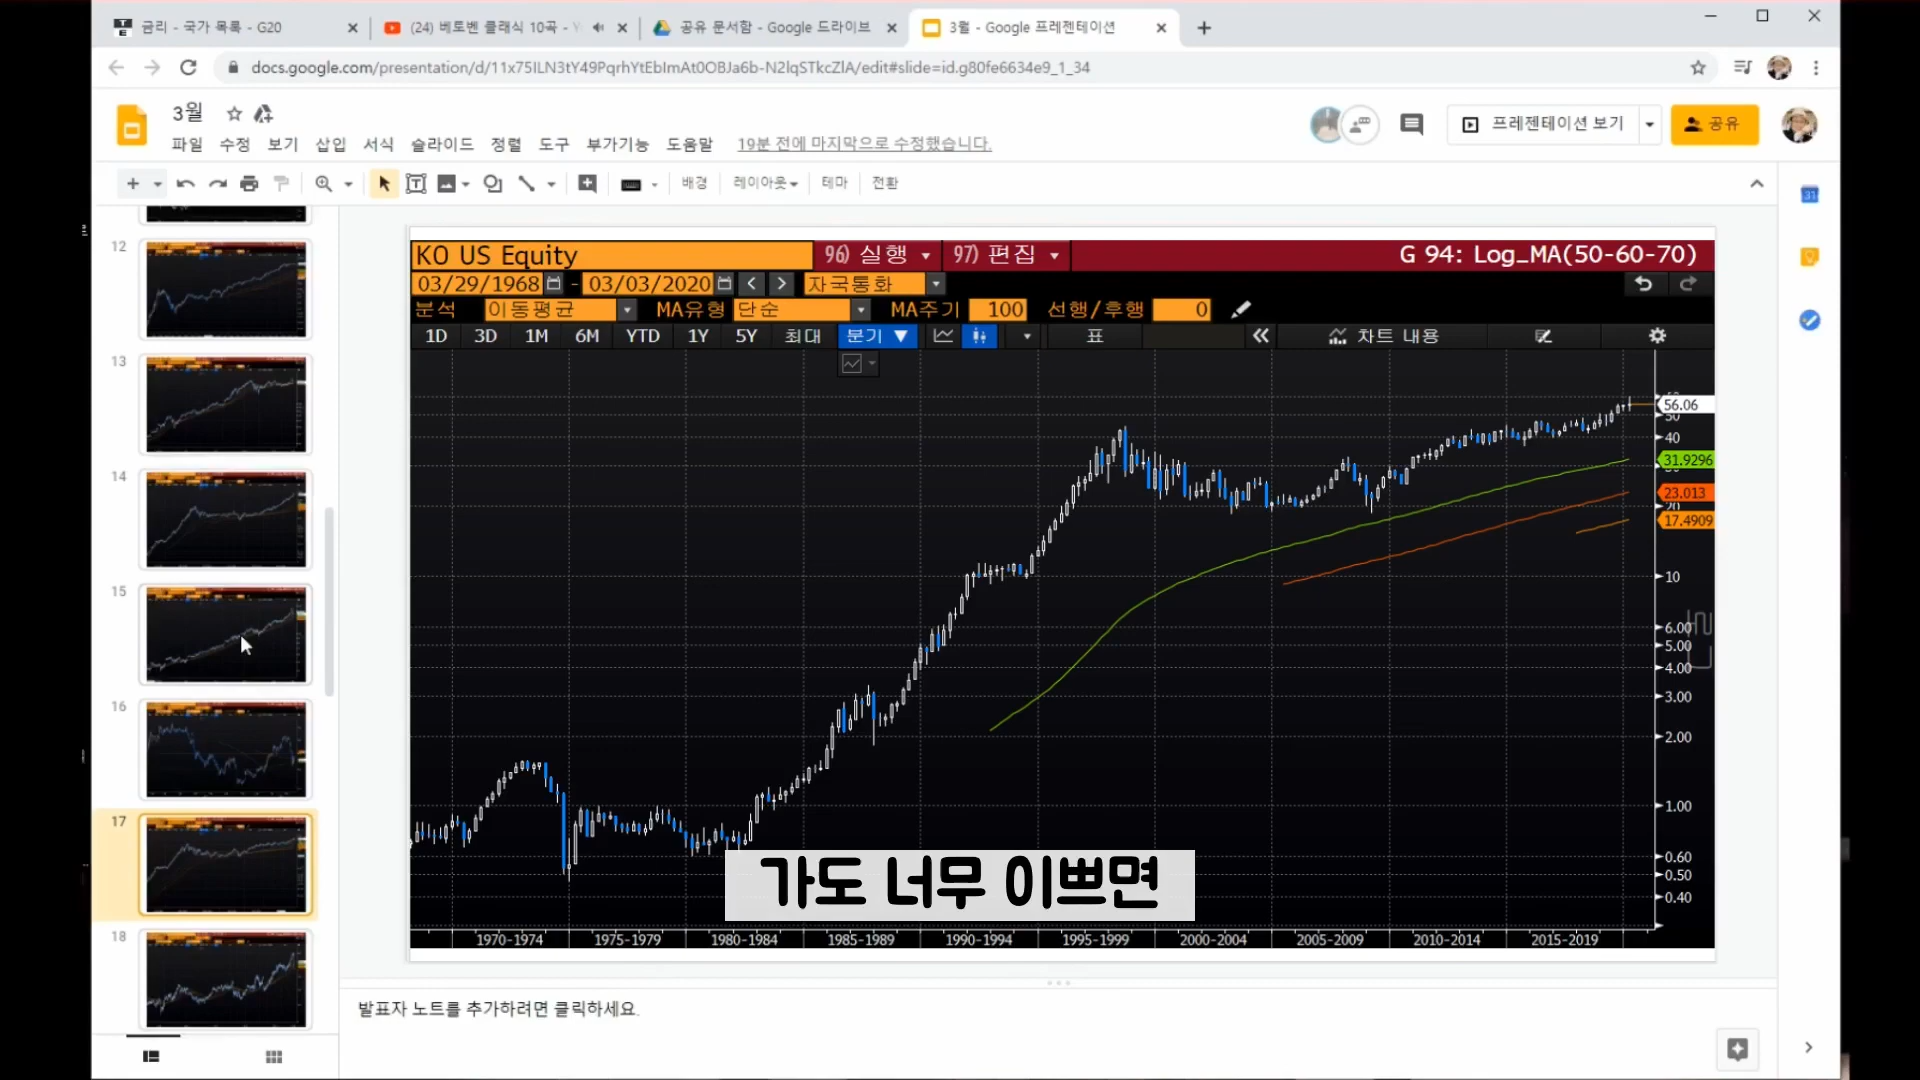 금리 - 국가 목록 - G20
(24) 베토벤 클래식 10곡 - Y
공유 문서함 - Google 드라이브
3월 - Google 프레젠테이션
docs.google.com/presentation/d/11x75ILN3tY49PqrhYtEbImAt0OBJa6b-N2lqSTkcZlA/edit#slide=id.g80fe6634e9_1_34
3월
프레젠테이션 보기
공유
파일 수정 보기 삽입 서식 슬라이드 정렬 도구 부가기능 도움말 19분 전에 마지막으로 수정했습니다.
배경 레이아웃 테마 전환
31
12
13
14
15
16
17
18
KO US Equity 96) 실행 97) 편집 G 94: Log_MA(50-60-70)
03/29/1968 - 03/03/2020 자국통화
분석 이동평균 MA유형 단순 MA주기 100 선행/후행 0
1D 3D 1M 6M YTD 1Y 5Y 최대 분기 표 차트 내용
56.06
50
40
31.9296
23.013
20
17.4909
10
6.00
5.00
4.00
3.00
2.00
1.00
0.60
0.50
0.40
가도 너무 이쁘면
1970-1974 1975-1979 1980-1984 1985-1989 1990-1994 1995-1999 2000-2004 2005-2009 2010-2014 2015-2019
발표자 노트를 추가하려면 클릭하세요.